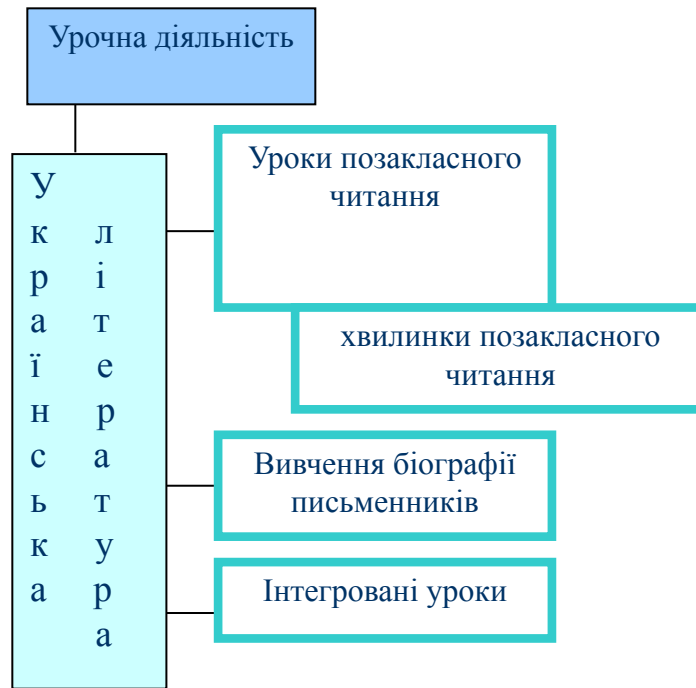 Урочна діяльність
Українська
література
Уроки позакласного
читання
хвилинки позакласного
читання
Вивчення біографії
письменників
Інтегровані уроки